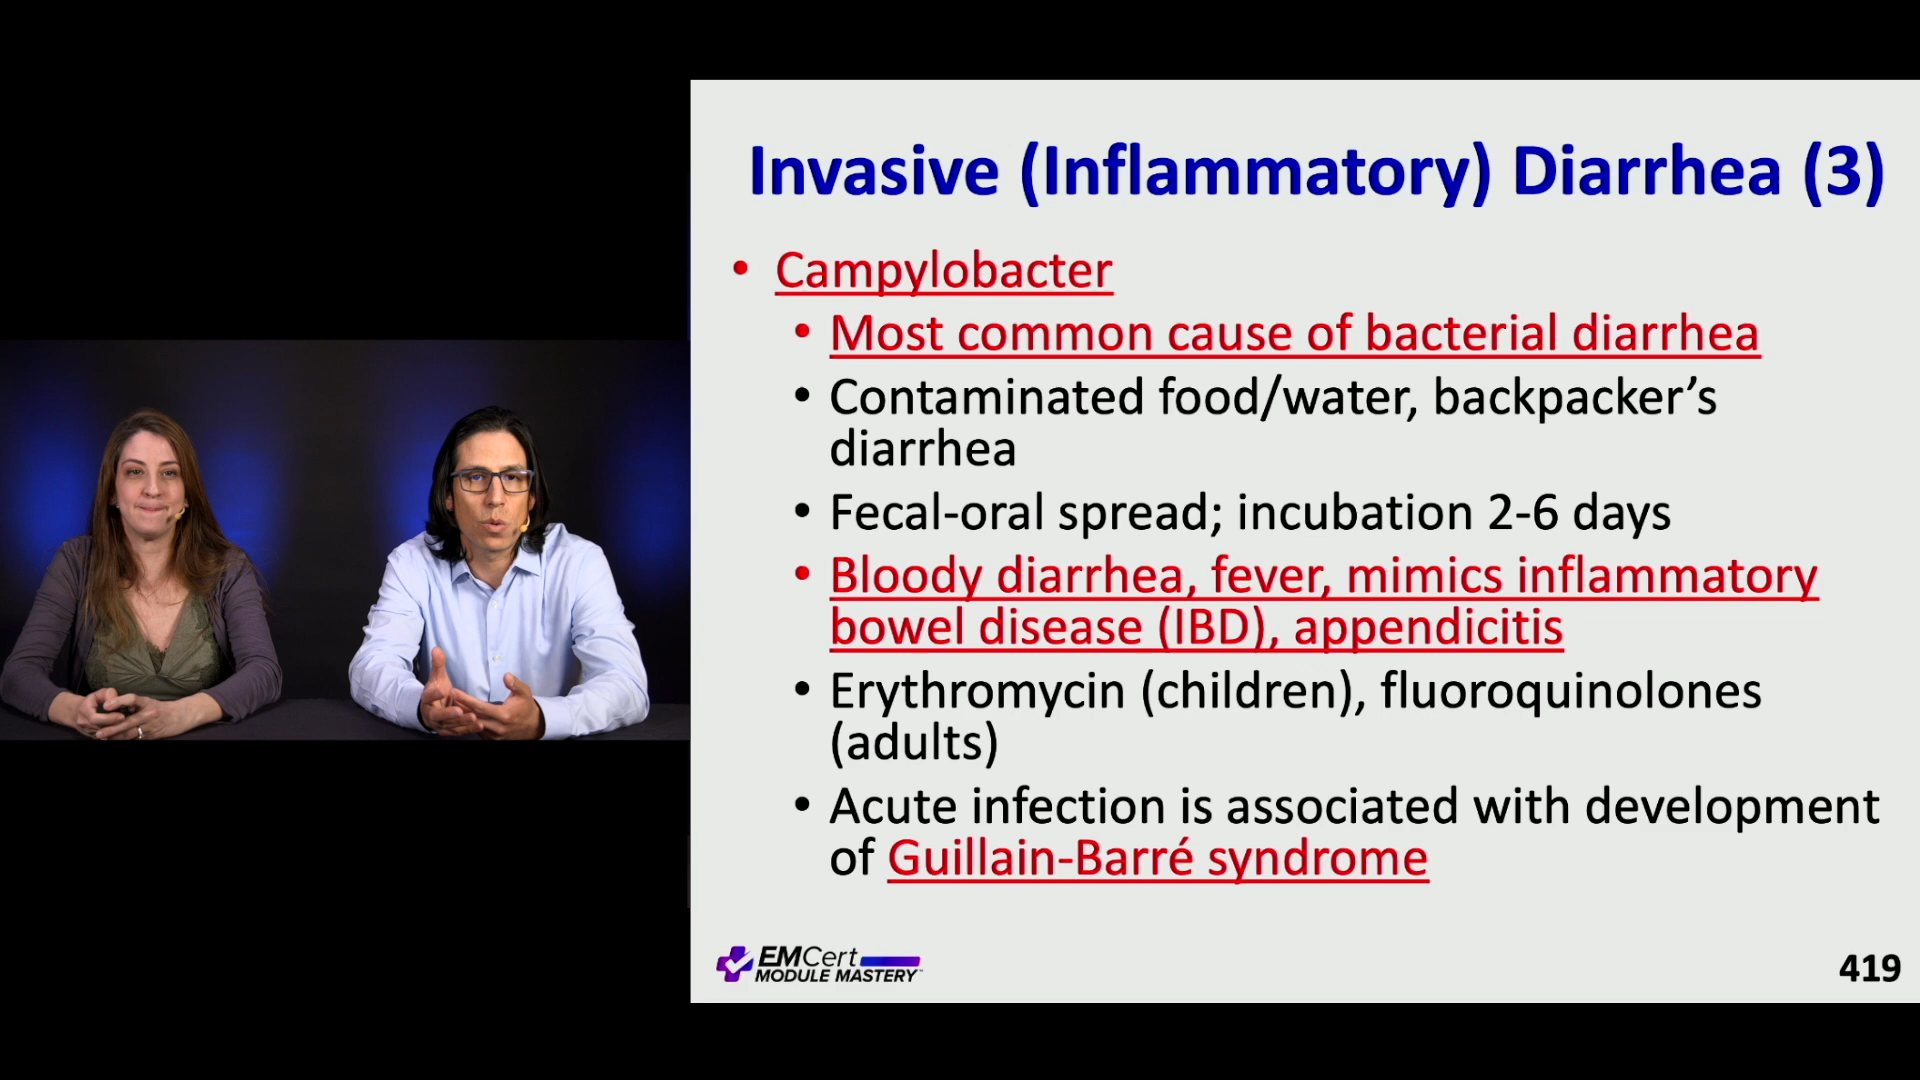 Invasive (Inflammatory) Diarrhea (3)
• Campylobacter
• Most common cause of bacterial diarrhea
• Contaminated food/water, backpacker’s
diarrhea
• Fecal-oral spread; incubation 2-6 days
• Bloody diarrhea, fever, mimics inflammatory
bowel disease (IBD), appendicitis
• Erythromycin (children), fluoroquinolones
(adults)
• Acute infection is associated with development
of Guillain-Barré syndrome
EMCert
MODULE MASTERY
419